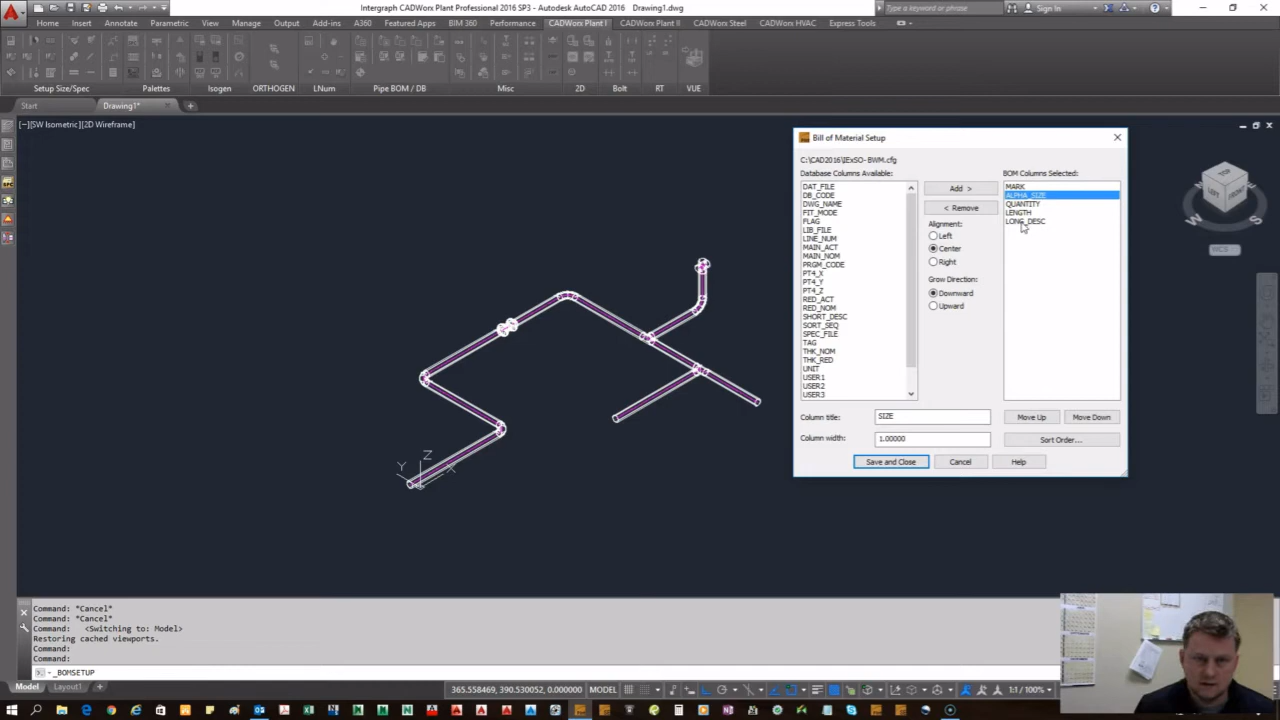 Intergraph CADWorx Plant Professional 2016 SP3 - Autodesk AutoCAD 2016 Drawing1.dwg
Type a keyword or phrase
Sign In
Home Insert Annotate Parametric View Manage Output Add-ins A360 Featured Apps BIM 360 Performance CADWorx Plant I CADWorx Plant II CADWorx Steel CADWorx HVAC Express Tools
Setup Size/Spec Palettes Isogen ORTHOGEN LNum Pipe BOM / DB Misc 2D Bolt RT VUE
Start Drawing1*
[−][SW Isometric][2D Wireframe]
Bill of Material Setup
C:\CAD2016\IExSO-BWM.cfg
Database Columns Available:
BOM Columns Selected:
DAT_FILE
DB_CODE
DWG_NAME
FIT_MODE
FLAG
LIB_FILE
LINE_NUM
MAIN_ACT
MAIN_NOM
PRGM_CODE
PT4_X
PT4_Y
PT4_Z
RED_ACT
RED_NOM
SHORT_DESC
SORT_SEQ
SPEC_FILE
TAG
THK_NOM
THK_RED
UNIT
USER1
USER2
USER3
Add >
< Remove
Alignment:
Left
Center
Right
Grow Direction:
Downward
Upward
MARK
ALPHA_SIZE
QUANTITY
LENGTH
LONG_DESC
Column title: SIZE
Move Up Move Down
Column width: 1.00000
Sort Order...
Save and Close Cancel Help
TOP
W S
WCS
Z
Y X
Command: *Cancel*
Command: *Cancel*
Command: <Switching to: Model>
Restoring cached viewports.
Command:
Command:
_BOMSETUP
Model Layout1 +
365.558469, 390.530052, 0.000000 MODEL
1:1 / 100%